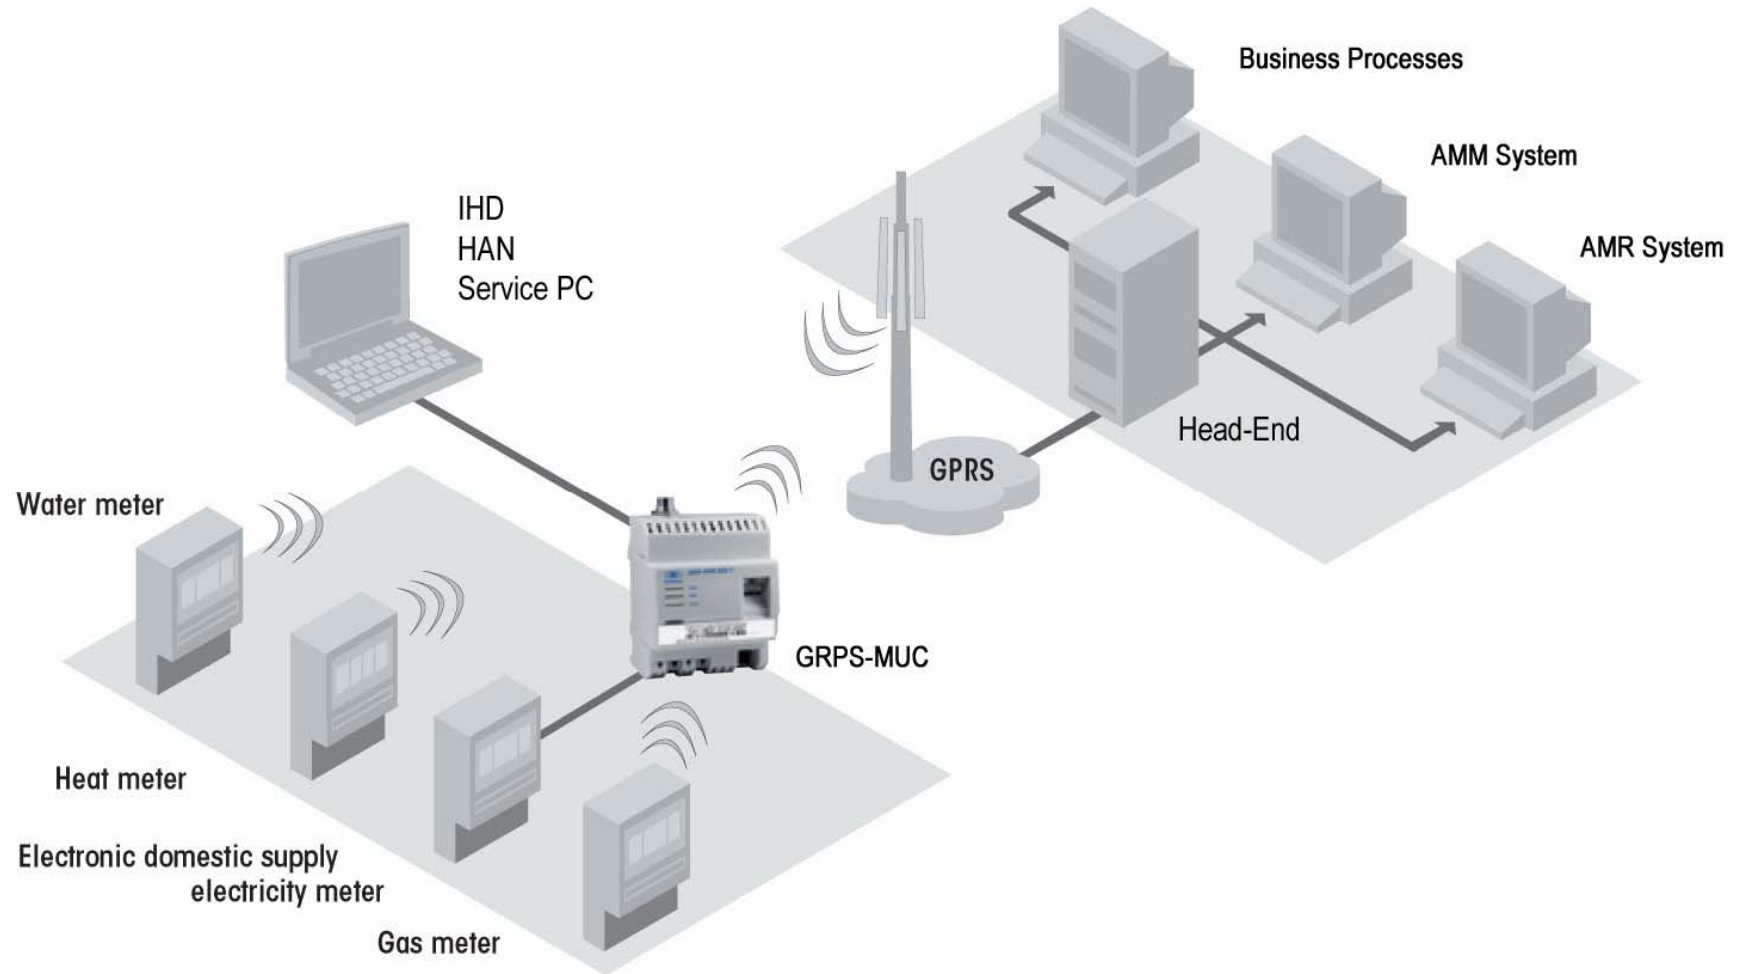 Business Processes
AMM System
AMR System
IHD
HAN
Service PC
Head-End
GPRS
Water meter
GRPS-MUC
Heat meter
Electronic domestic supply
electricity meter
Gas meter